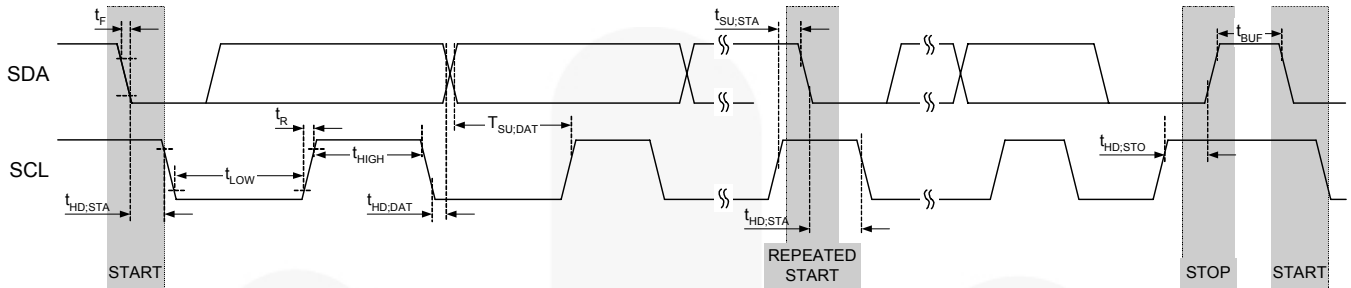 tF
tSU;STA
tBUF
SDA
tR
TSU;DAT
tHIGH
tHD;STO
SCL
tLOW
tHD;STA
tHD;DAT
tHD;STA
START
REPEATED
START
STOP
START